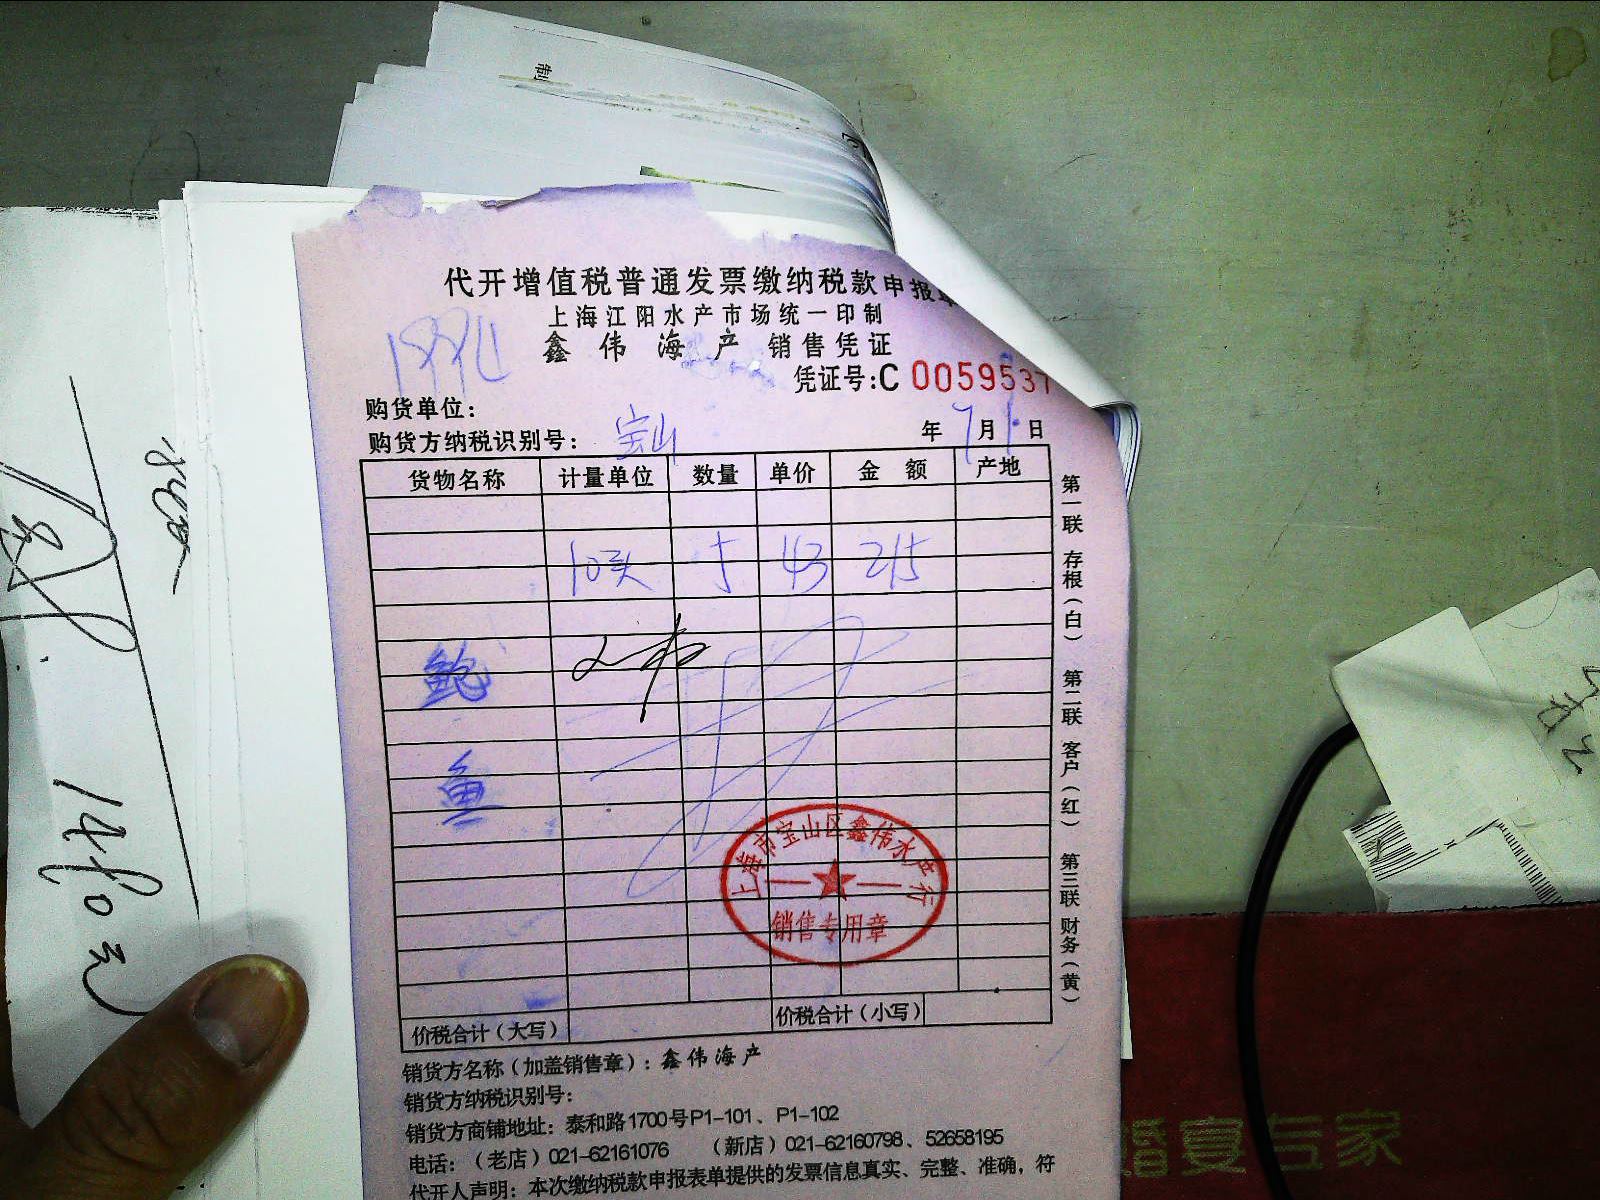 代开增值税普通发票缴纳税款申报单
上海江阳水产市场统一印制
鑫伟海产 销售凭证
凭证号:C 0059537
购货单位:
购货方纳税识别号: 宝山
年 7月1日
货物名称 计量单位 数量 单价 金额 产地
10头 5 43 215
鲍
鱼
上海市宝山区鑫伟水产行
销售专用章
价税合计(大写) 价税合计(小写)
第一联 存根(白) 第二联 客户(红) 第三联 财务(黄)
销货方名称(加盖销售章): 鑫伟海产
销货方纳税识别号:
销货方商铺地址: 泰和路1700号P1-101、P1-102
电话: (老店) 021-62161076 (新店) 021-62160798、52658195
代开人声明: 本次缴纳税款申报表单提供的发票信息真实、完整、准确, 符
制
婚宴专家